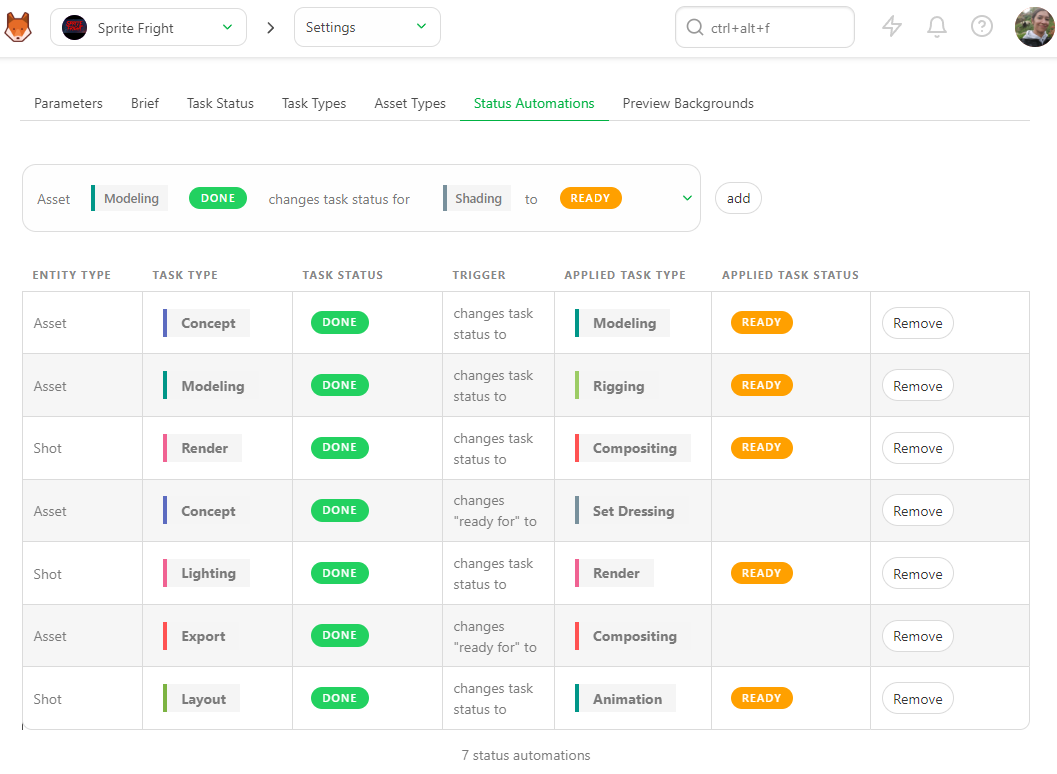 Sprite Fright
Settings
ctrl+alt+f
Parameters Brief Task Status Task Types Asset Types Status Automations Preview Backgrounds
Asset Modeling DONE changes task status for Shading to READY add
ENTITY TYPE TASK TYPE TASK STATUS TRIGGER APPLIED TASK TYPE APPLIED TASK STATUS
Asset Concept DONE changes task status to Modeling READY Remove
Asset Modeling DONE changes task status to Rigging READY Remove
Shot Render DONE changes task status to Compositing READY Remove
Asset Concept DONE changes "ready for" to Set Dressing Remove
Shot Lighting DONE changes task status to Render READY Remove
Asset Export DONE changes "ready for" to Compositing Remove
Shot Layout DONE changes task status to Animation READY Remove
7 status automations